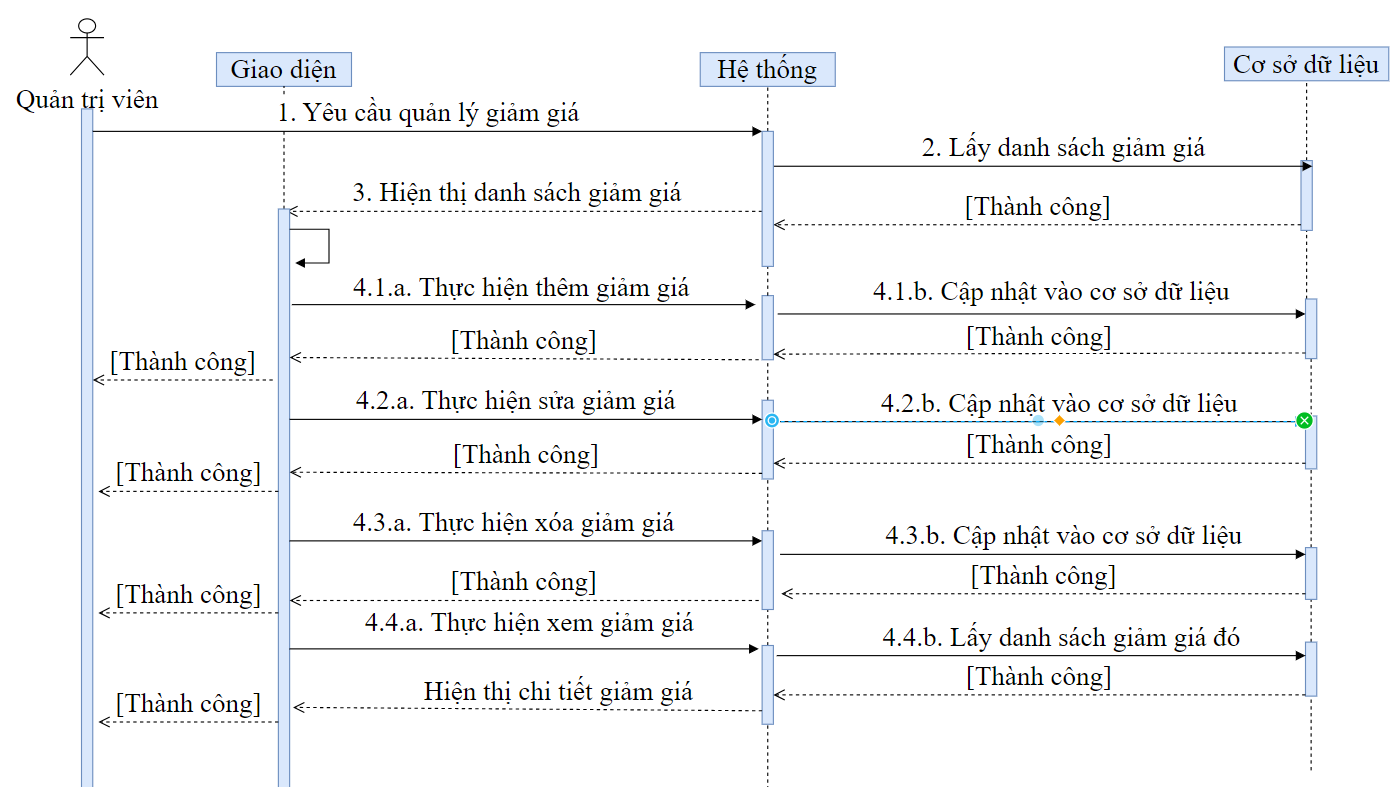 Quản trị viên
Giao diện
Hệ thống
Cơ sở dữ liệu
1. Yêu cầu quản lý giảm giá
2. Lấy danh sách giảm giá
3. Hiện thị danh sách giảm giá
[Thành công]
4.1.a. Thực hiện thêm giảm giá
4.1.b. Cập nhật vào cơ sở dữ liệu
[Thành công]
[Thành công]
[Thành công]
4.2.a. Thực hiện sửa giảm giá
4.2.b. Cập nhật vào cơ sở dữ liệu
[Thành công]
[Thành công]
[Thành công]
4.3.a. Thực hiện xóa giảm giá
4.3.b. Cập nhật vào cơ sở dữ liệu
[Thành công]
[Thành công]
[Thành công]
4.4.a. Thực hiện xem giảm giá
4.4.b. Lấy danh sách giảm giá đó
[Thành công]
Hiện thị chi tiết giảm giá
[Thành công]